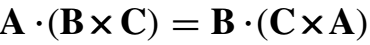 A ·(B × C) = B ·(C × A)